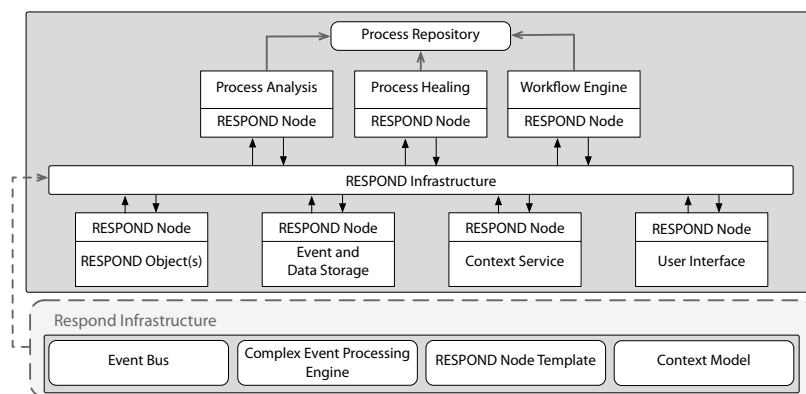 Process Repository
Process Analysis
Process Healing
Workflow Engine
RESPOND Node
RESPOND Node
RESPOND Node
RESPOND Infrastructure
RESPOND Node
RESPOND Node
RESPOND Node
RESPOND Node
RESPOND Object(s)
Event and
Data Storage
Context Service
User Interface
Respond Infrastructure
Event Bus
Complex Event Processing
Engine
RESPOND Node Template
Context Model